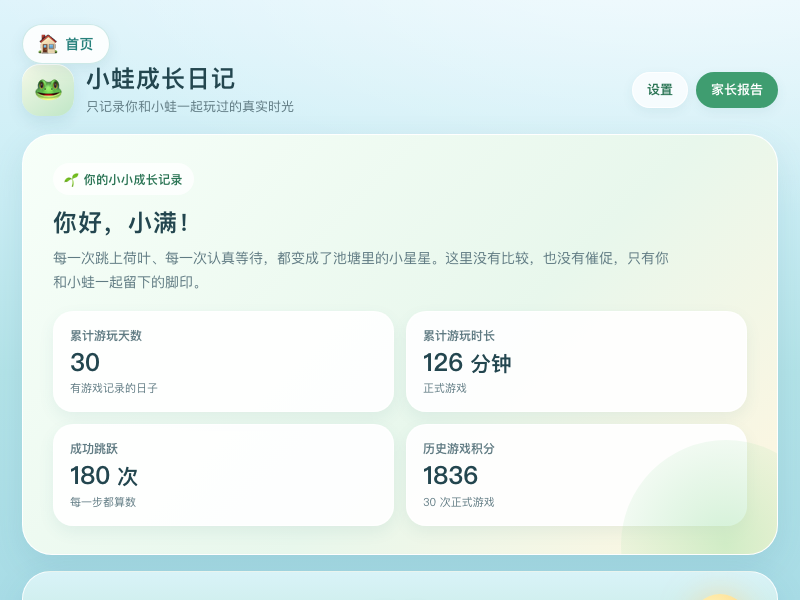 首页
小蛙成长日记
只记录你和小蛙一起玩过的真实时光
设置
家长报告
你的小小成长记录
你好，小满！
每一次跳上荷叶、每一次认真等待，都变成了池塘里的小星星。这里没有比较，也没有催促，只有你
和小蛙一起留下的脚印。
累计游玩天数
30
有游戏记录的日子
累计游玩时长
126 分钟
正式游戏
成功跳跃
180 次
每一步都算数
历史游戏积分
1836
30 次正式游戏